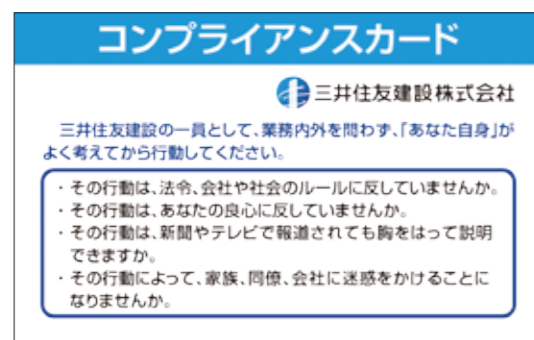 コンプライアンスカード
三井住友建設株式会社
三井住友建設の一員として、業務内外を問わず、「あなた自身」が
よく考えてから行動してください。
・その行動は、法令、会社や社会のルールに反していませんか。
・その行動は、あなたの良心に反していませんか。
・その行動は、新聞やテレビで報道されても胸をはって説明
できますか。
・その行動によって、家族、同僚、会社に迷惑をかけることに
なりませんか。